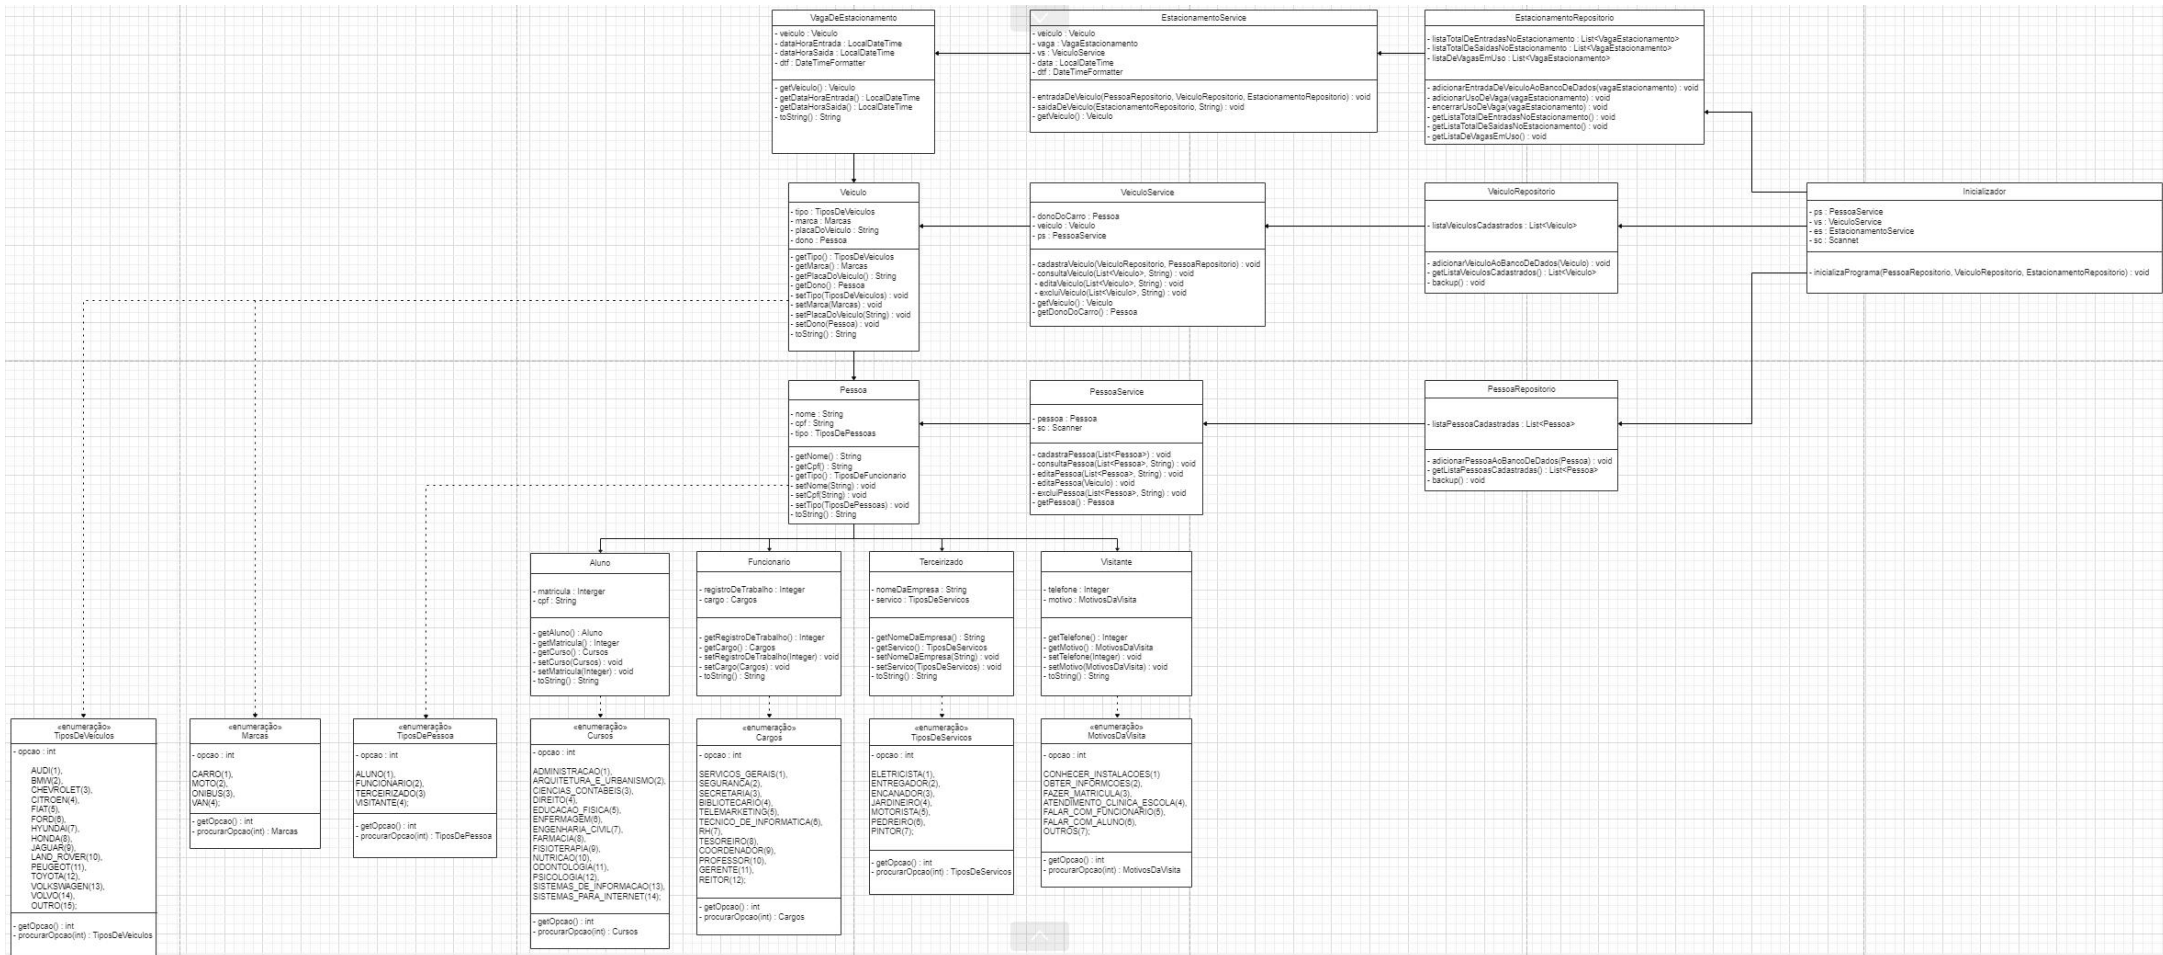 VagaDeEstacionamento
- veiculo : Veiculo
- dataHoraEntrada : LocalDateTime
- dataHoraSaida : LocalDateTime
- dtf : DateTimeFormatter
- getVeiculo() : Veiculo
- getDataHoraEntrada() : LocalDateTime
- getDataHoraSaida() : LocalDateTime
- toString() : String
EstacionamentoService
- veiculo : Veiculo
- vaga : VagaEstacionamento
- vs : VeiculoService
- data : LocalDateTime
- dtf : DateTimeFormatter
- entradaDeVeiculo(PessoaRepositorio, VeiculoRepositorio, EstacionamentoRepositorio) : void
- saidaDeVeiculo(EstacionamentoRepositorio, String) : void
- getVeiculo() : Veiculo
EstacionamentoRepositorio
- listaTotalDeEntradasNoEstacionamento : List<VagaEstacionamento>
- listaTotalDeSaidasNoEstacionamento : List<VagaEstacionamento>
- listaDeVagasEmUso : List<VagaEstacionamento>
- adicionarEntradaDeVeiculoAoBancoDeDados(vagaEstacionamento) : void
- adicionarUsoDeVaga(vagaEstacionamento) : void
- encerrarUsoDeVaga(vagaEstacionamento) : void
- getListaTotalDeEntradasNoEstacionamento() : void
- getListaTotalDeSaidasNoEstacionamento() : void
- getListaDeVagasEmUso() : void
Veiculo
- tipo : TiposDeVeiculos
- marca : Marcas
- placaDoVeiculo : String
- dono : Pessoa
- getTipo() : TiposDeVeiculos
- getMarca() : Marcas
- getPlacaDoVeiculo() : String
- getDono() : Pessoa
- setTipo(TiposDeVeiculos) : void
- setMarca(Marcas) : void
- setPlacaDoVeiculo(String) : void
- setDono(Pessoa) : void
- toString() : String
VeiculoService
- donoDoCarro : Pessoa
- veiculo : Veiculo
- ps : PessoaService
- cadastraVeiculo(VeiculoRepositorio, PessoaRepositorio) : void
- consultaVeiculo(List<Veiculo>, String) : void
- editaVeiculo(List<Veiculo>, String) : void
- excluiVeiculo(List<Veiculo>, String) : void
- getVeiculo() : Veiculo
- getDonoDoCarro() : Pessoa
VeiculoRepositorio
- listaVeiculosCadastrados : List<Veiculo>
- adicionarVeiculoAoBancoDeDados(Veiculo) : void
- getListaVeiculosCadastrados() : List<Veiculo>
- backup() : void
Inicializador
- ps : PessoaService
- vs : VeiculoService
- es : EstacionamentoService
- sc : Scannet
- inicializaPrograma(PessoaRepositorio, VeiculoRepositorio, EstacionamentoRepositorio) : void
Pessoa
- nome : String
- cpf : String
- tipo : TiposDePessoas
- getNome() : String
- getCpf() : String
- getTipo() : TiposDeFuncionario
- setNome(String) : void
- setCpf(String) : void
- setTipo(TiposDePessoas) : void
- toString() : String
PessoaService
- pessoa : Pessoa
- sc : Scanner
- cadastraPessoa(List<Pessoa>) : void
- consultaPessoa(List<Pessoa>, String) : void
- editaPessoa(List<Pessoa>, String) : void
- editaPessoa(Veiculo) : void
- excluiPessoa(List<Pessoa>, String) : void
- getPessoa() : Pessoa
PessoaRepositorio
- listaPessoaCadastradas : List<Pessoa>
- adicionarPessoaAoBancoDeDados(Pessoa) : void
- getListaPessoasCadastradas() : List<Pessoa>
- backup() : void
Aluno
- matricula : Interger
- cpf : String
- getAluno() : Aluno
- getMatricula() : Integer
- getCurso() : Cursos
- setCurso(Cursos) : void
- setMatricula(Integer) : void
- toString() : String
Funcionario
- registroDeTrabalho : Integer
- cargo : Cargos
- getRegistroDeTrabalho() : Integer
- getCargo() : Cargos
- setRegistroDeTrabalho(Integer) : void
- setCargo(Cargos) : void
- toString() : String
Terceirizado
- nomeDaEmpresa : String
- servico : TiposDeServicos
- getNomeDaEmpresa() : String
- getServico() : TiposDeServicos
- setNomeDaEmpresa(String) : void
- setServico(TiposDeServicos) : void
- toString() : String
Visitante
- telefone : Integer
- motivo : MotivosDaVisita
- getTelefone() : Integer
- getMotivo() : MotivosDaVisita
- setTelefone(Integer) : void
- setMotivo(MotivosDaVisita) : void
- toString() : String
«enumeração»
TiposDeVeiculos
- opcao : int
AUDI(1),
BMW(2),
CHEVROLET(3),
CITROEN(4),
FIAT(5),
FORD(6),
HYUNDAI(7),
HONDA(8),
JAGUAR(9),
LAND_ROVER(10),
PEUGEOT(11),
TOYOTA(12),
VOLKSWAGEN(13),
VOLVO(14),
OUTRO(15);
- getOpcao() : int
- procurarOpcao(int) : TiposDeVeiculos
«enumeração»
Marcas
- opcao : int
CARRO(1),
MOTO(2),
ONIBUS(3),
VAN(4);
- getOpcao() : int
- procurarOpcao(int) : Marcas
«enumeração»
TiposDePessoa
- opcao : int
ALUNO(1),
FUNCIONARIO(2),
TERCEIRIZADO(3)
VISITANTE(4);
- getOpcao() : int
- procurarOpcao(int) : TiposDePessoa
«enumeração»
Cursos
- opcao : int
ADMINISTRACAO(1),
ARQUITETURA_E_URBANISMO(2),
CIENCIAS_CONTABEIS(3),
DIREITO(4),
EDUCACAO_FISICA(5),
ENFERMAGEM(6),
ENGENHARIA_CIVIL(7),
FARMACIA(8),
FISIOTERAPIA(9),
NUTRICAO(10),
ODONTOLOGIA(11),
PSICOLOGIA(12),
SISTEMAS_DE_INFORMACAO(13),
SISTEMAS_PARA_INTERNET(14);
- getOpcao() : int
- procurarOpcao(int) : Cursos
«enumeração»
Cargos
- opcao : int
SERVICOS_GERAIS(1),
SEGURANCA(2),
SECRETARIA(3),
BIBLIOTECARIO(4),
TELEMARKETING(5),
TECNICO_DE_INFORMATICA(6),
RH(7),
TESOREIRO(8),
COORDENADOR(9),
PROFESSOR(10),
GERENTE(11),
REITOR(12);
- getOpcao() : int
- procurarOpcao(int) : Cargos
«enumeração»
TiposDeServicos
- opcao : int
ELETRICISTA(1),
ENTREGADOR(2),
ENCANADOR(3),
JARDINEIRO(4),
MOTORISTA(5),
PEDREIRO(6),
PINTOR(7);
- getOpcao() : int
- procurarOpcao(int) : TiposDeServicos
«enumeração»
MotivosDaVisita
- opcao : int
CONHECER_INSTALACOES(1)
OBTER_INFORMCOES(2),
FAZER_MATRICULA(3),
ATENDIMENTO_CLINICA_ESCOLA(4),
FALAR_COM_FUNCIONARIO(5),
FALAR_COM_ALUNO(6),
OUTROS(7);
- getOpcao() : int
- procurarOpcao(int) : MotivosDaVisita